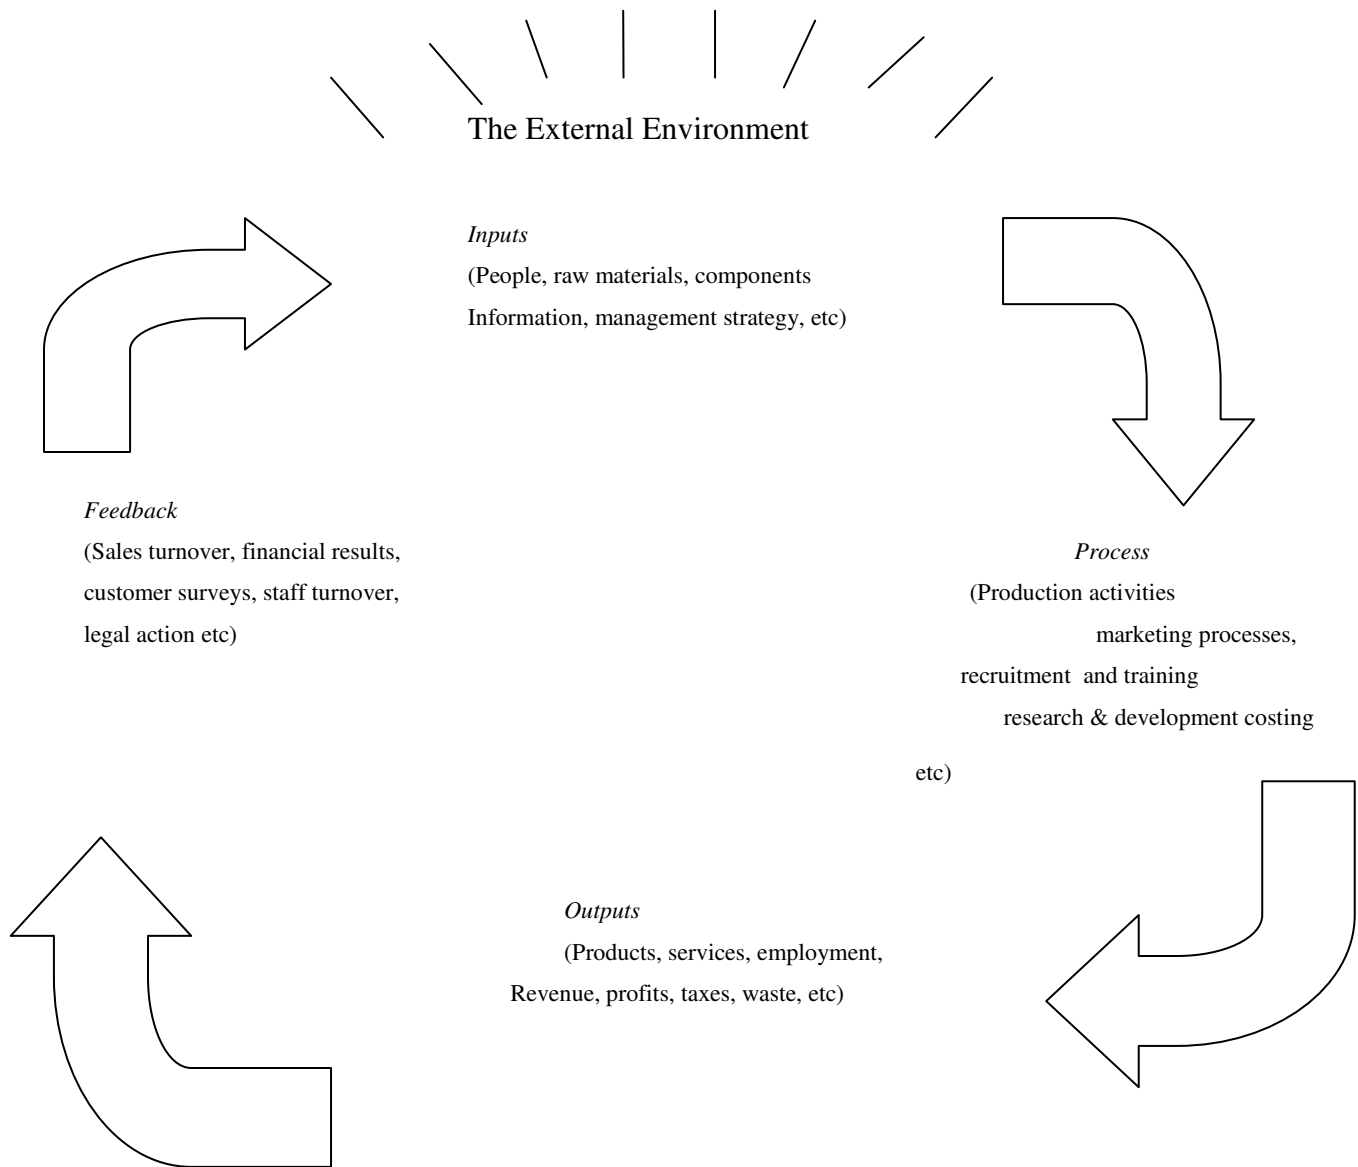 The External Environment
Inputs
(People, raw materials, components
Information, management strategy, etc)
Feedback
(Sales turnover, financial results,
customer surveys, staff turnover,
legal action etc)
Process
(Production activities
marketing processes,
recruitment  and training
research & development costing
etc)
Outputs
(Products, services, employment,
Revenue, profits, taxes, waste, etc)